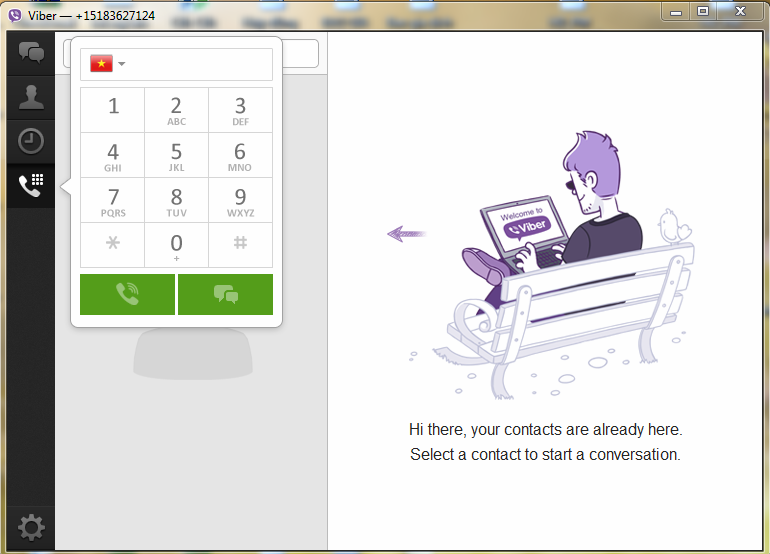 Viber — +15183627124
1
2
ABC
3
DEF
4
GHI
5
JKL
6
MNO
7
PQRS
8
TUV
9
WXYZ
*
0
+
#
Welcome to
Viber
Hi there, your contacts are already here.
Select a contact to start a conversation.